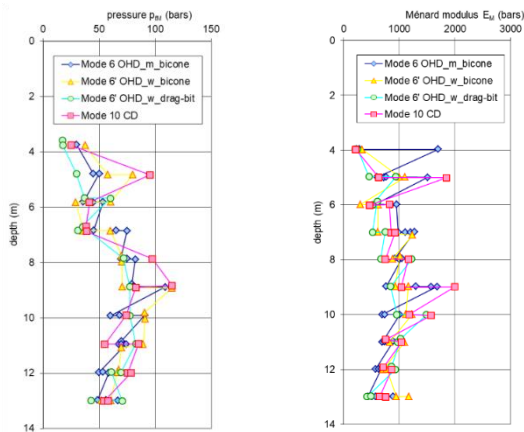 pressure pBl (bars)
0 50 100 150
0
2
4
6
8
10
12
14
depth (m)
Mode 6 OHD_m_bicone
Mode 6' OHD_w_bicone
Mode 6' OHD_w_drag-bit
Mode 10 CD
Ménard modulus EM (bars)
0 1000 2000 3000
0
2
4
6
8
10
12
14
depth (m)
Mode 6 OHD_m_bicone
Mode 6' OHD_w_bicone
Mode 6' OHD_w_drag-bit
Mode 10 CD